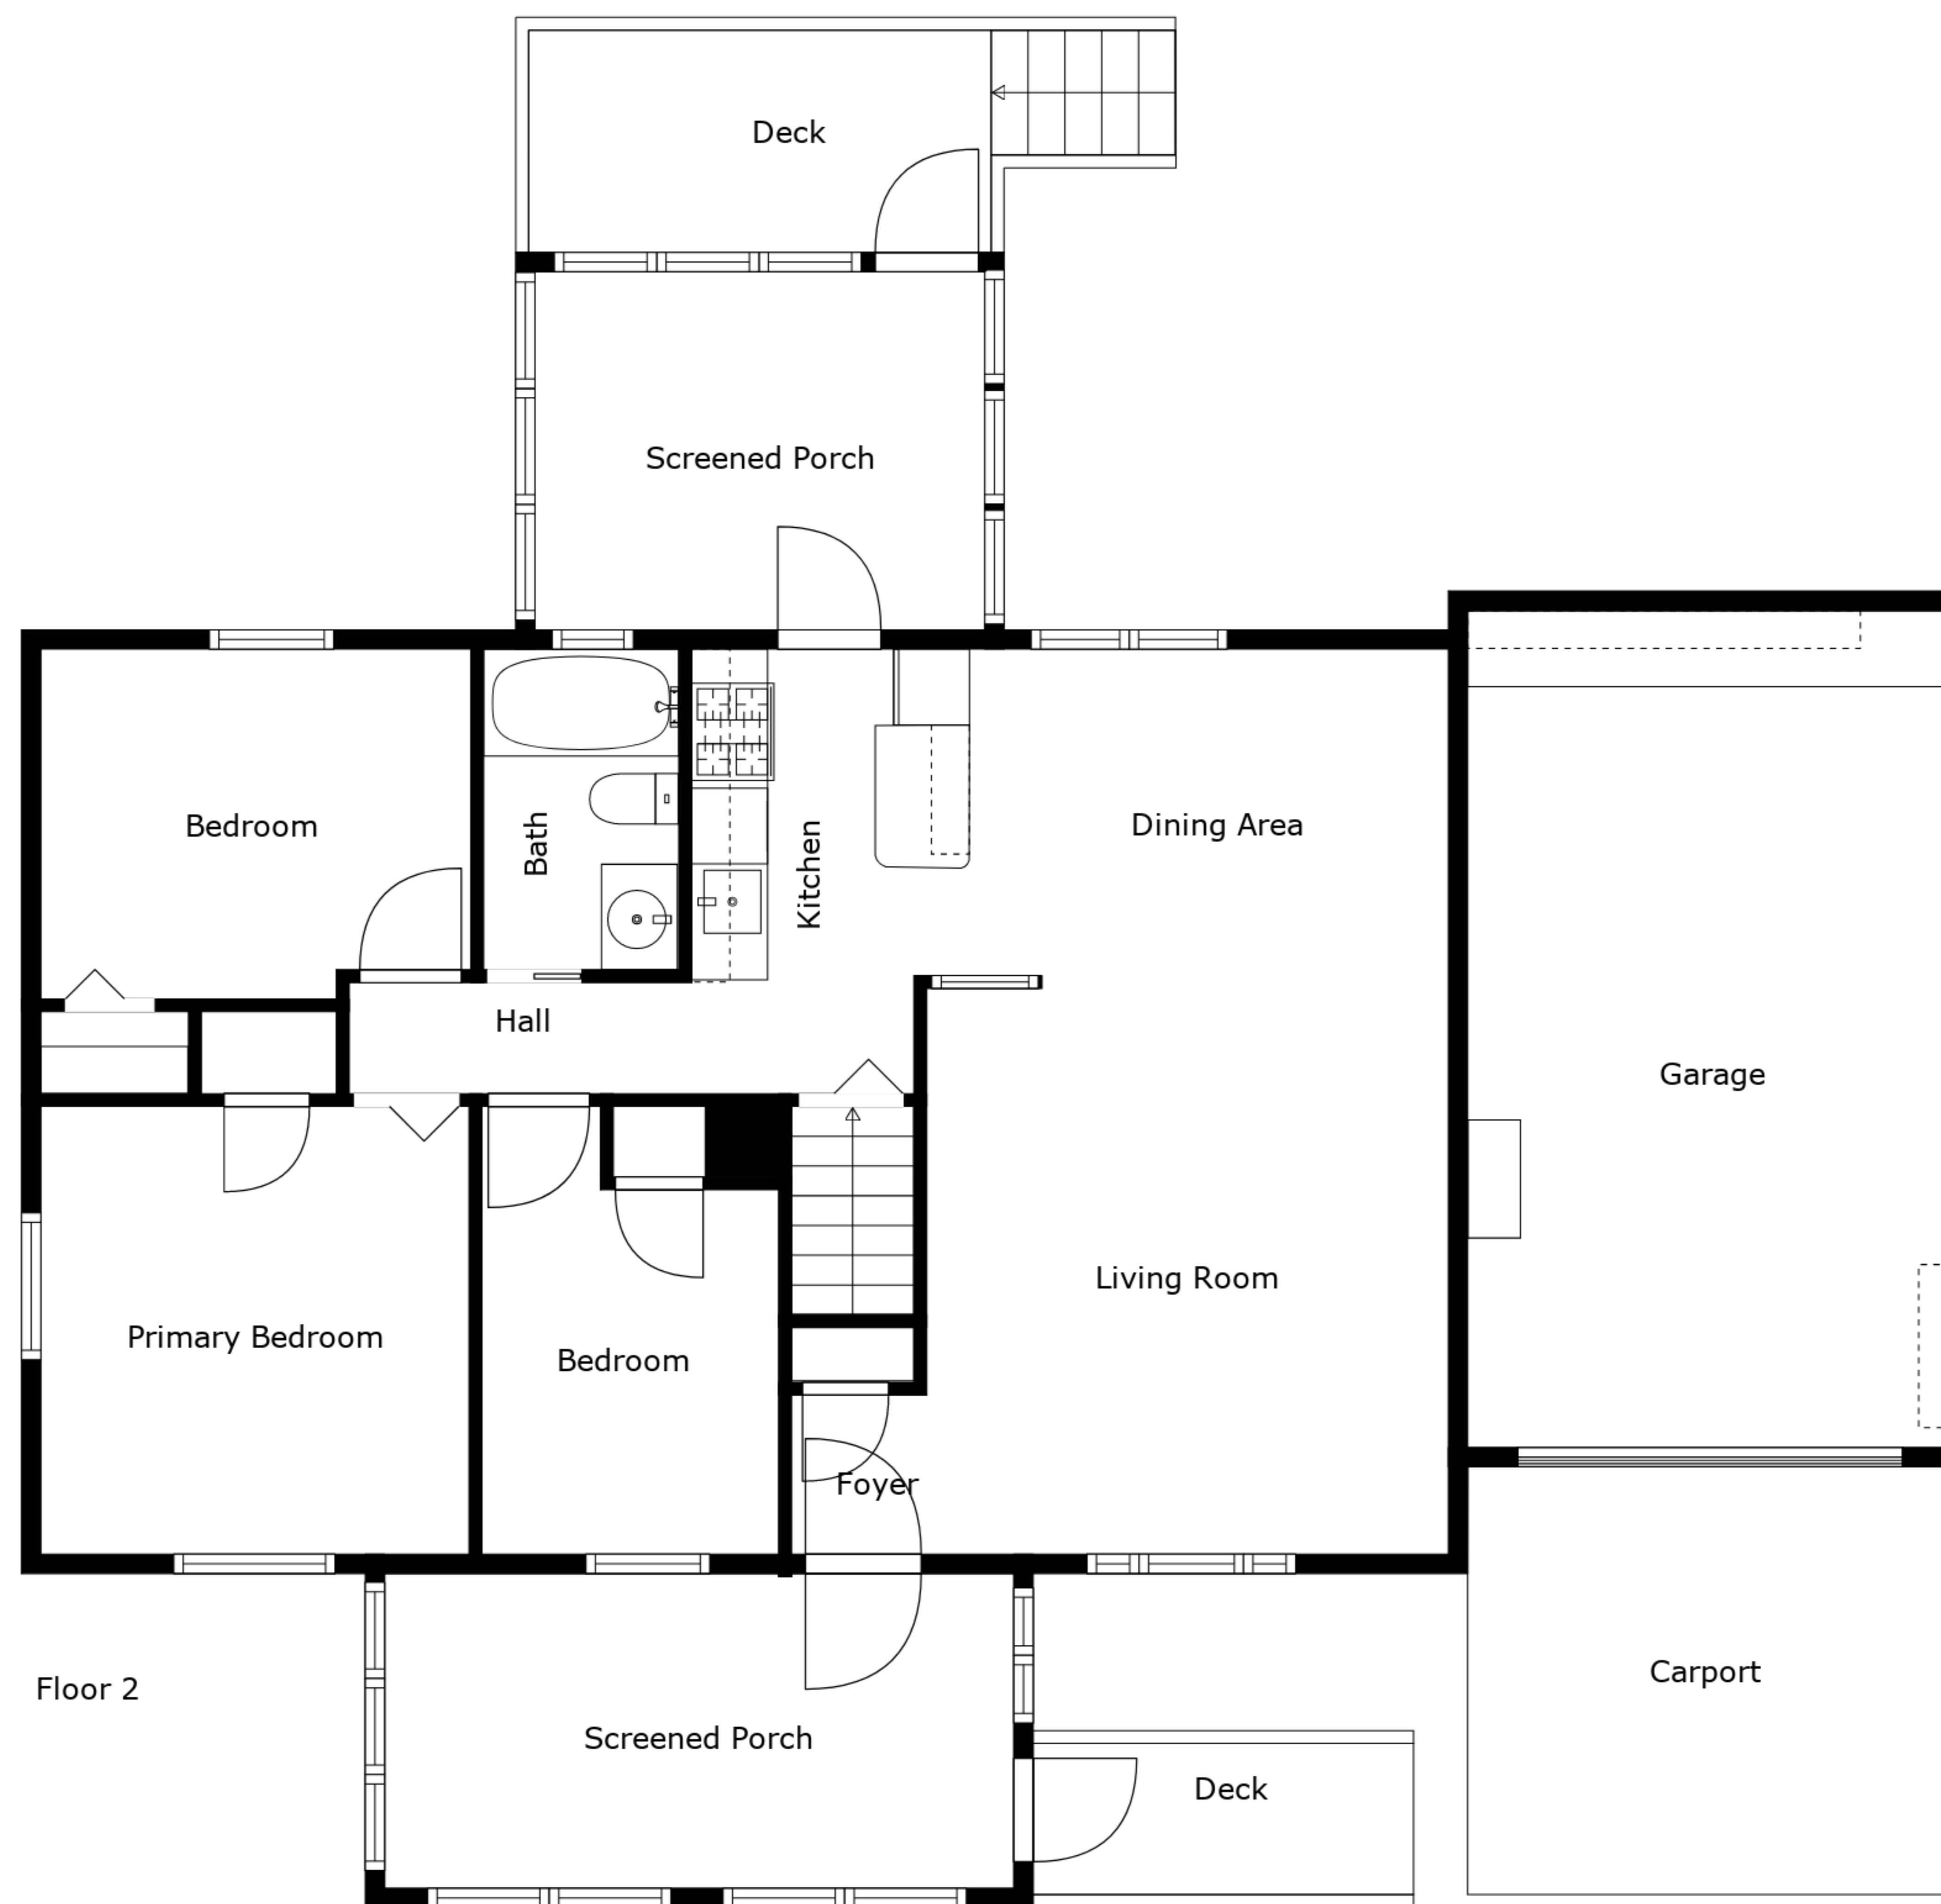 Deck
Screened Porch
Bedroom
Bath
Kitchen
Dining Area
Hall
Garage
Living Room
Primary Bedroom
Bedroom
Foyer
Carport
Floor 2
Screened Porch
Deck